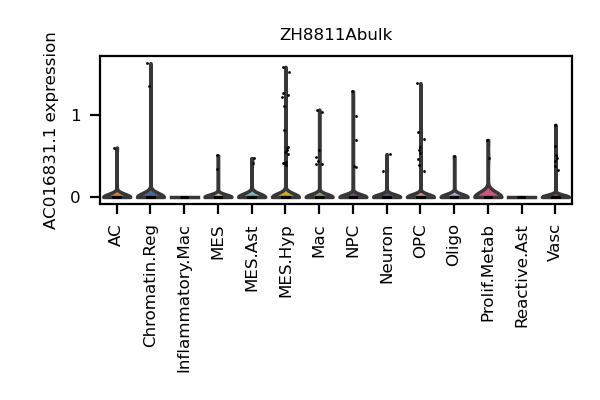 ZH8811Abulk
AC016831.1 expression
1
0
AC
Chromatin.Reg
Inflammatory.Mac
MES
MES.Ast
MES.Hyp
Mac
NPC
Neuron
OPC
Oligo
Prolif.Metab
Reactive.Ast
Vasc